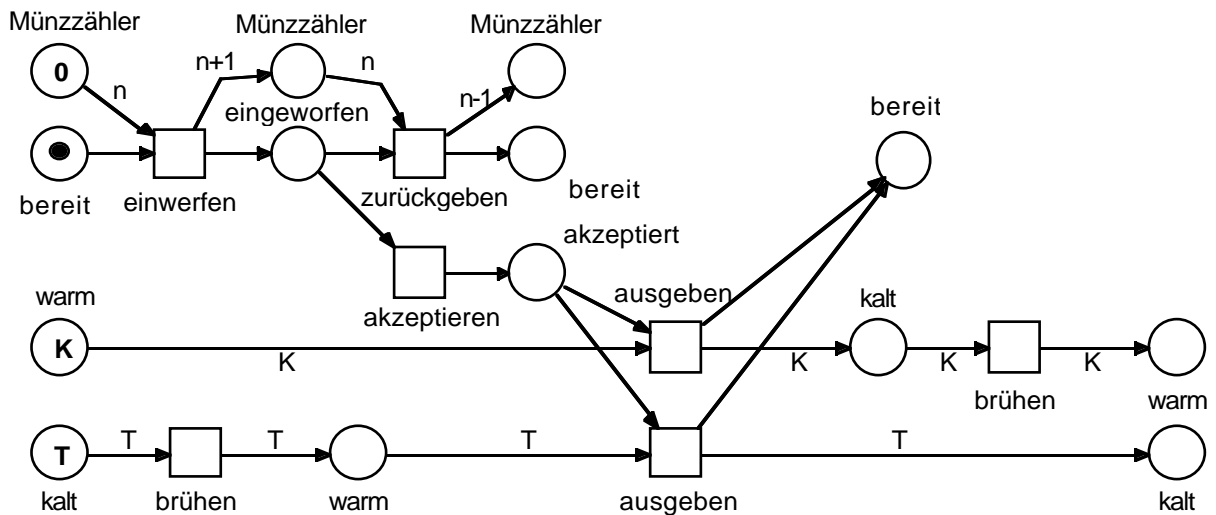 Münzzähler Münzzähler Münzzähler
0 n n+1 n n-1
eingeworfen
bereit
bereit einwerfen zurückgeben bereit
akzeptiert
warm akzeptieren ausgeben kalt
K K K K K
brühen warm
T T T T T
kalt brühen warm ausgeben kalt